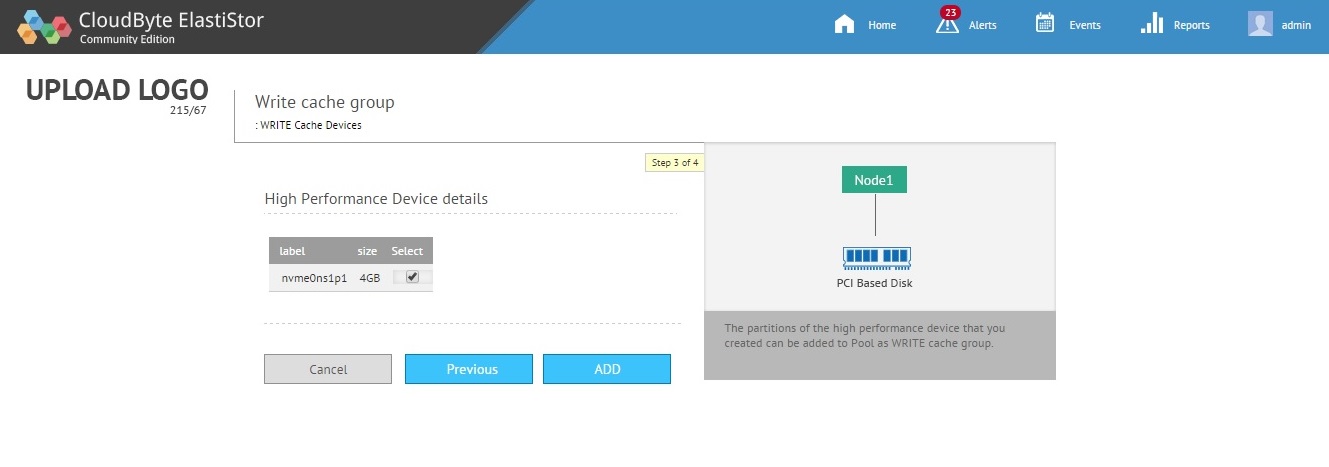 CloudByte ElastiStor
Community Edition
Home
23
Alerts
Events
Reports
admin
UPLOAD LOGO
215/67
Write cache group
: WRITE Cache Devices
Step 3 of 4
High Performance Device details
label size Select
nvme0ns1p1 4GB
Cancel
Previous
ADD
Node1
PCI Based Disk
The partitions of the high performance device that you
created can be added to Pool as WRITE cache group.